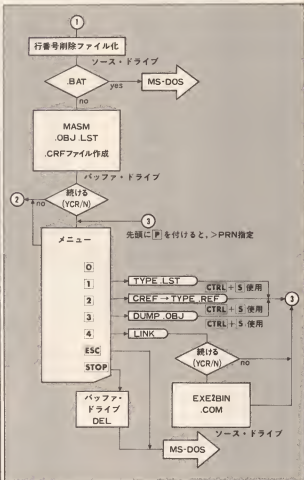 1
行番号削除ファイル化
ソース・ドライブ
.BAT
yes
MS-DOS
no
MASM
.OBJ .LST
.CRFファイル作成
バッファ・ドライブ
続ける
(YCR/N)
no
2
3
先頭に P を付けると,>PRN指定
メニュー
0
1
TYPE .LST
CTRL + S 使用
2
CREF → TYPE .REF
3
CTRL + S 使用
3
DUMP .OBJ
CTRL + S 使用
4
LINK
ESC
続ける
(YCR/N)
no
STOP
バッファ・
ドライブ
DEL
EXE2BIN
.COM
ソース・ドライブ
MS-DOS